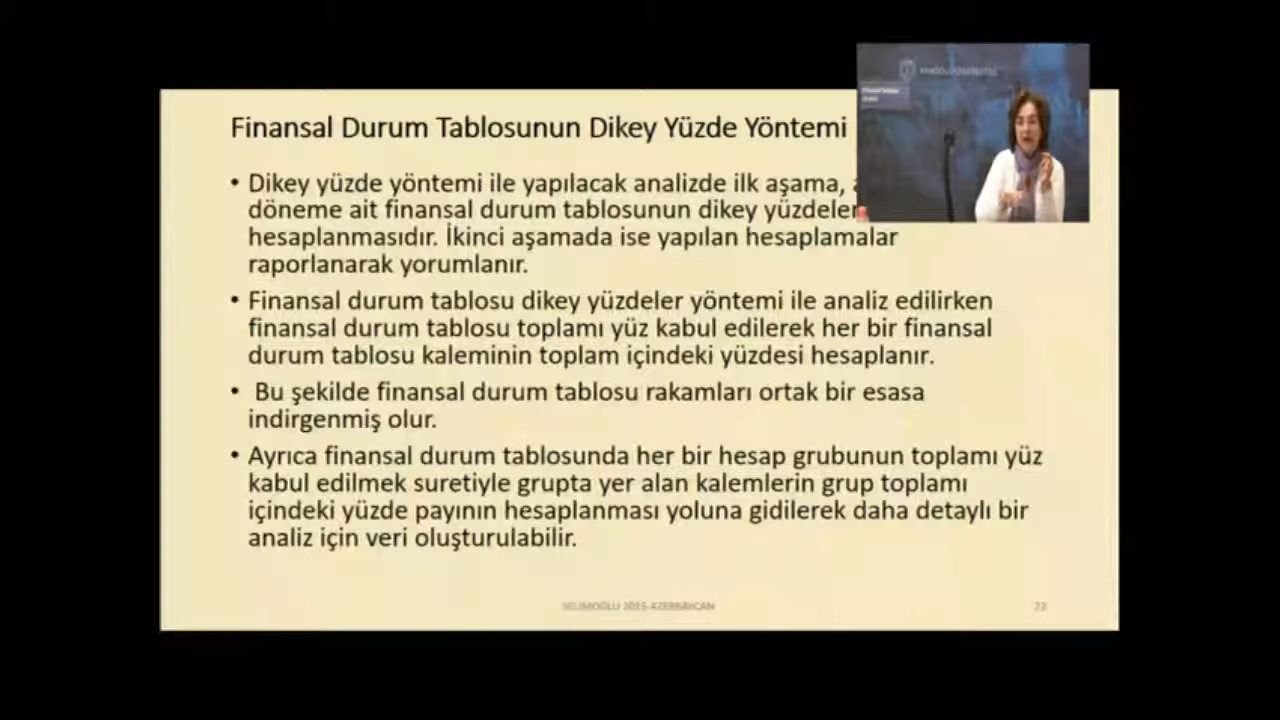 Finansal Durum Tablosunun Dikey Yüzde Yöntemi
• Dikey yüzde yöntemi ile yapılacak analizde ilk aşama,
döneme ait finansal durum tablosunun dikey
hesaplanmasıdır. İkinci aşamada ise yapılan hesaplamalar
raporlanarak yorumlanır.
• Finansal durum tablosu dikey yüzdeler yöntemi ile analiz edilirken
finansal durum tablosu toplamı yüz kabul edilerek her bir finansal
durum tablosu kaleminin toplam içindeki yüzdesi hesaplanır.
• Bu şekilde finansal durum tablosu rakamları ortak bir esasa
indirgenmiş olur.
• Ayrıca finansal durum tablosunda her bir hesap grubunun toplamı yüz
kabul edilmek suretiyle grupta yer alan kalemlerin grup toplamı
içindeki yüzde payının hesaplanması yoluna gidilerek daha detaylı bir
analiz için veri oluşturulabilir.
SELİMOĞLU 2015-AZERBAYCAN